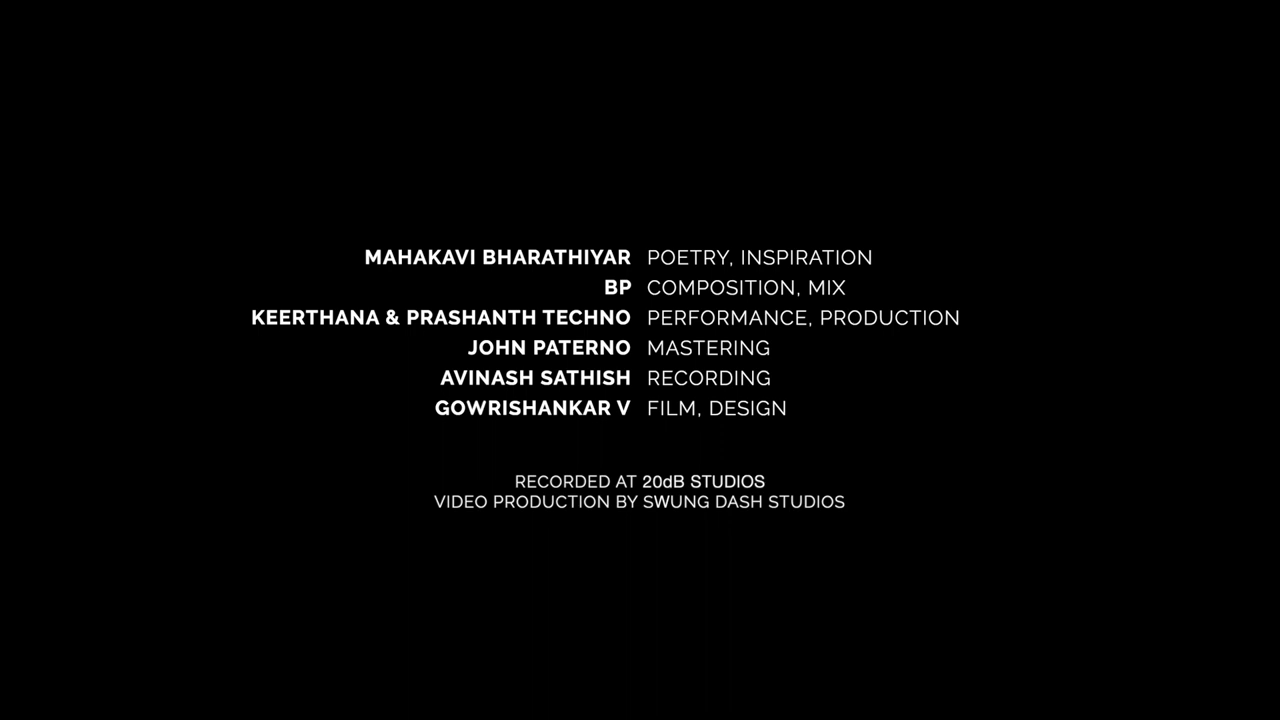 MAHAKAVI BHARATHIYAR POETRY, INSPIRATION
BP COMPOSITION, MIX
KEERTHANA & PRASHANTH TECHNO PERFORMANCE, PRODUCTION
JOHN PATERNO MASTERING
AVINASH SATHISH RECORDING
GOWRISHANKAR V FILM, DESIGN
RECORDED AT 20dB STUDIOS
VIDEO PRODUCTION BY SWUNG DASH STUDIOS